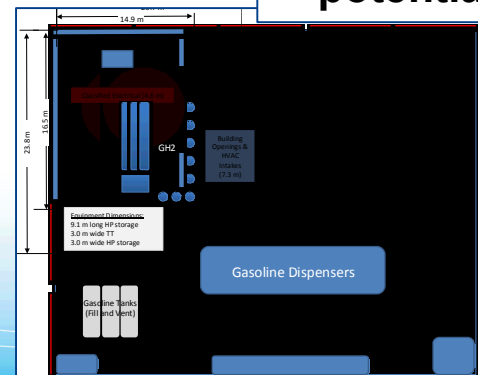 potentia
14.9 m
16.5 m
23.8 m
GH2
Building
Openings &
HVAC
Intakes
(7.3 m)
Equipment Dimensions:
9.1 m long HP storage
3.0 m wide TT
3.0 m wide HP storage
Gasoline Dispensers
Gasoline Tanks
(Fill and Vent)